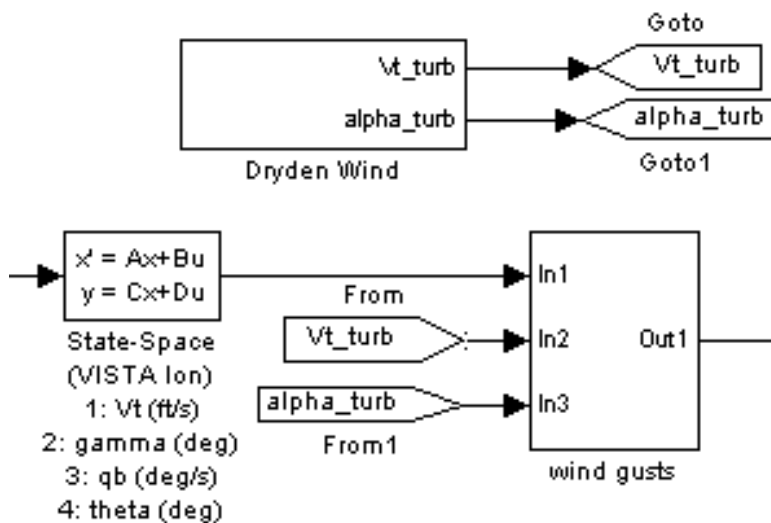 Goto
Vt_turb
Vt_turb
alpha_turb
alpha_turb
Dryden Wind
Goto1
x' = Ax+Bu
y = Cx+Du
In1
From
State-Space
Vt_turb
In2
Out1
(VISTA lon)
1: Vt (ft/s)
alpha_turb
In3
2: gamma (deg)
From1
wind gusts
3: qb (deg/s)
4: theta (deg)